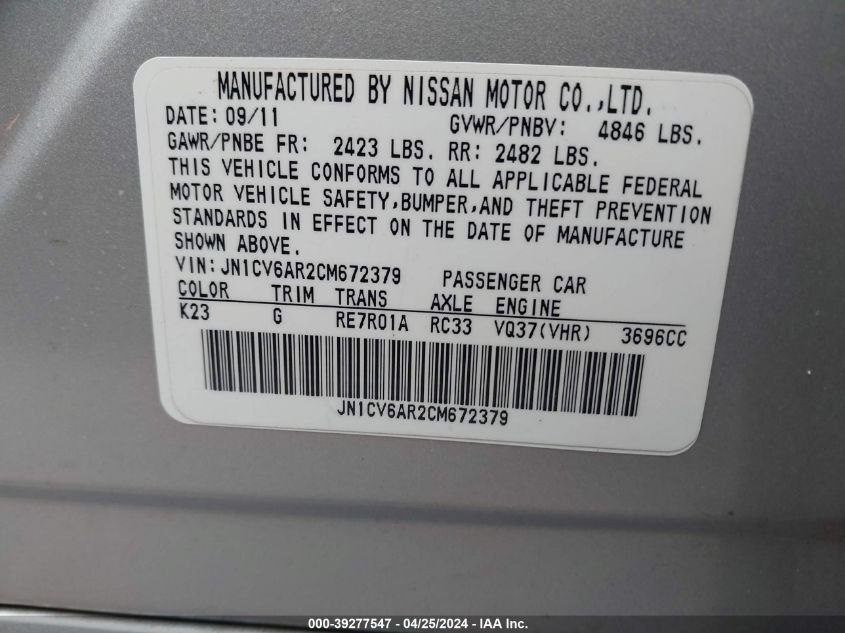 MANUFACTURED BY NISSAN MOTOR CO.,LTD.
DATE: 09/11 GVWR/PNBV: 4846 LBS.
GAWR/PNBE FR: 2423 LBS. RR: 2482 LBS.
THIS VEHICLE CONFORMS TO ALL APPLICABLE FEDERAL
MOTOR VEHICLE SAFETY,BUMPER,AND THEFT PREVENTION
STANDARDS IN EFFECT ON THE DATE OF MANUFACTURE
SHOWN ABOVE.
VIN:JN1CV6AR2CM672379 PASSENGER CAR
COLOR TRIM TRANS AXLE ENGINE
K23 G RE7R01A RC33 VQ37(VHR) 3696CC
JN1CV6AR2CM672379
000-39277547 - 04/25/2024 - IAA Inc.